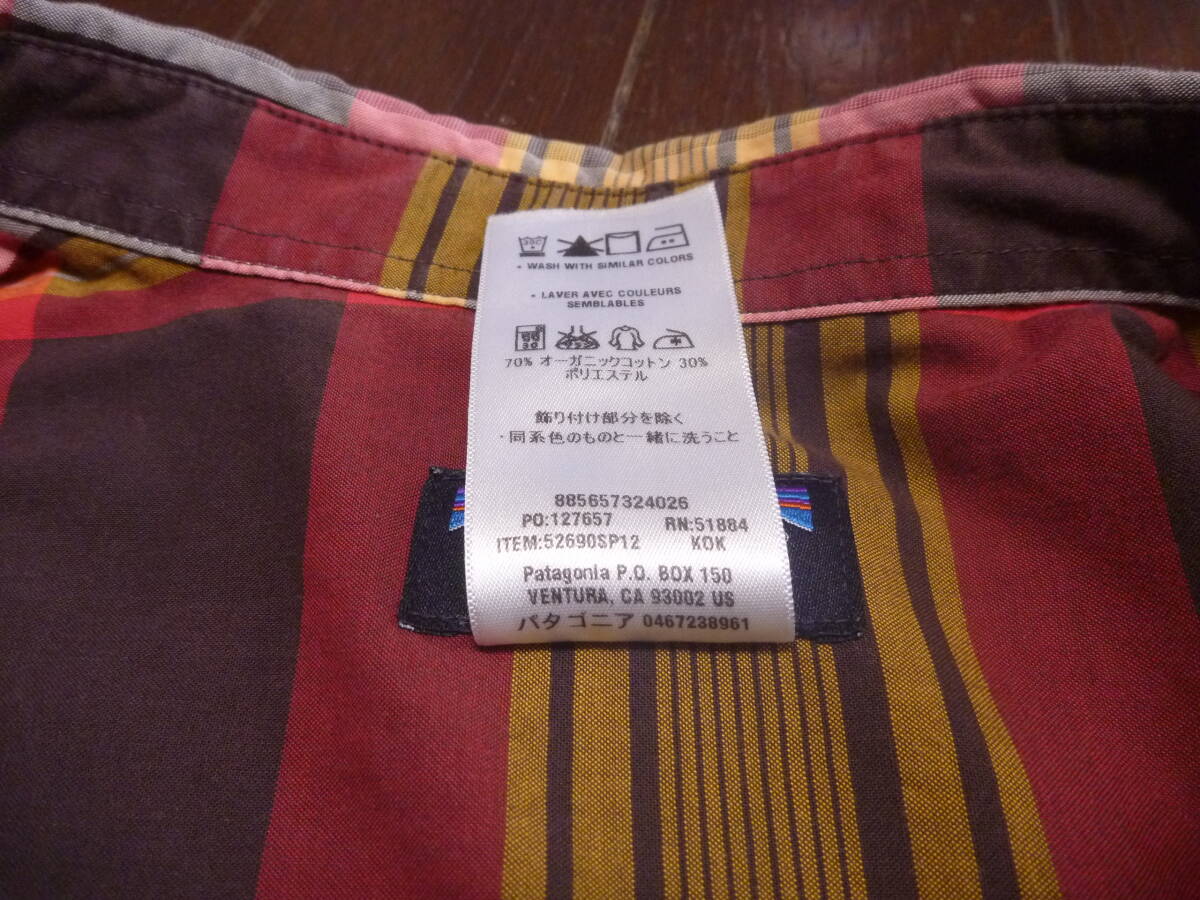 • WASH WITH SIMILAR COLORS
• LAVER AVEC COULEURS
SEMBLABLES
70% オーガニックコットン 30%
ポリエステル
飾り付け部分を除く
・同系色のものと一緒に洗うこと
885657324026
PO:127657 RN:51884
ITEM:52690SP12 KOK
Patagonia P.O. BOX 150
VENTURA, CA 93002 US
パタゴニア 0467238961